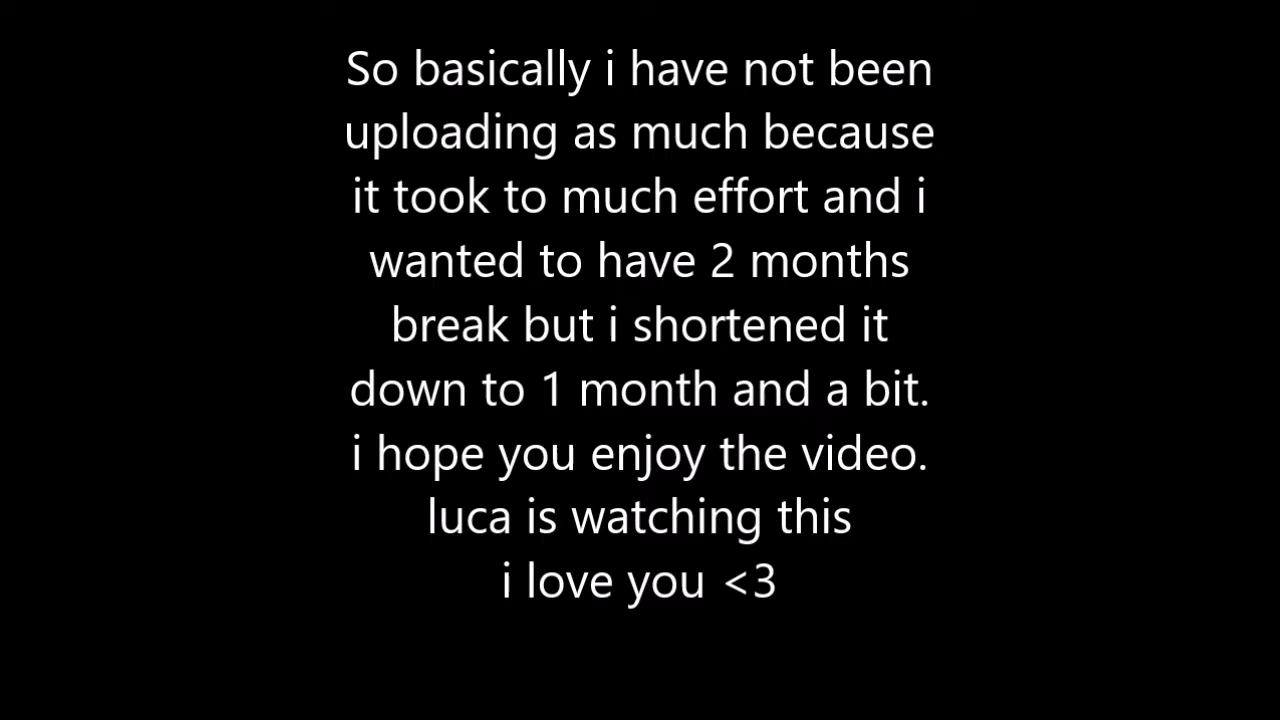 So basically i have not been
uploading as much because
it took to much effort and i
wanted to have 2 months
break but i shortened it
down to 1 month and a bit.
i hope you enjoy the video.
luca is watching this
i love you <3